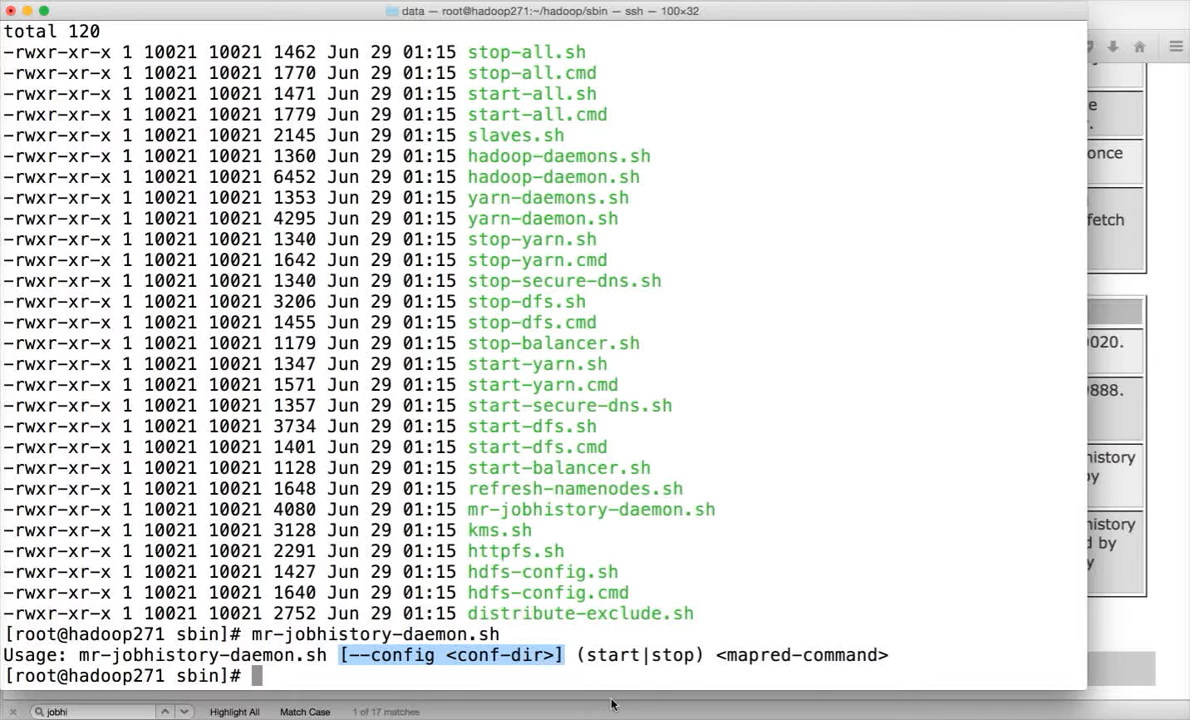 data — root@hadoop271:~/hadoop/sbin — ssh — 100×32
total 120
-rwxr-xr-x 1 10021 10021 1462 Jun 29 01:15 stop-all.sh
-rwxr-xr-x 1 10021 10021 1770 Jun 29 01:15 stop-all.cmd
-rwxr-xr-x 1 10021 10021 1471 Jun 29 01:15 start-all.sh
-rwxr-xr-x 1 10021 10021 1779 Jun 29 01:15 start-all.cmd
-rwxr-xr-x 1 10021 10021 2145 Jun 29 01:15 slaves.sh
-rwxr-xr-x 1 10021 10021 1360 Jun 29 01:15 hadoop-daemons.sh
-rwxr-xr-x 1 10021 10021 6452 Jun 29 01:15 hadoop-daemon.sh
-rwxr-xr-x 1 10021 10021 1353 Jun 29 01:15 yarn-daemons.sh
-rwxr-xr-x 1 10021 10021 4295 Jun 29 01:15 yarn-daemon.sh
-rwxr-xr-x 1 10021 10021 1340 Jun 29 01:15 stop-yarn.sh
-rwxr-xr-x 1 10021 10021 1642 Jun 29 01:15 stop-yarn.cmd
-rwxr-xr-x 1 10021 10021 1340 Jun 29 01:15 stop-secure-dns.sh
-rwxr-xr-x 1 10021 10021 3206 Jun 29 01:15 stop-dfs.sh
-rwxr-xr-x 1 10021 10021 1455 Jun 29 01:15 stop-dfs.cmd
-rwxr-xr-x 1 10021 10021 1179 Jun 29 01:15 stop-balancer.sh
-rwxr-xr-x 1 10021 10021 1347 Jun 29 01:15 start-yarn.sh
-rwxr-xr-x 1 10021 10021 1571 Jun 29 01:15 start-yarn.cmd
-rwxr-xr-x 1 10021 10021 1357 Jun 29 01:15 start-secure-dns.sh
-rwxr-xr-x 1 10021 10021 3734 Jun 29 01:15 start-dfs.sh
-rwxr-xr-x 1 10021 10021 1401 Jun 29 01:15 start-dfs.cmd
-rwxr-xr-x 1 10021 10021 1128 Jun 29 01:15 start-balancer.sh
-rwxr-xr-x 1 10021 10021 1648 Jun 29 01:15 refresh-namenodes.sh
-rwxr-xr-x 1 10021 10021 4080 Jun 29 01:15 mr-jobhistory-daemon.sh
-rwxr-xr-x 1 10021 10021 3128 Jun 29 01:15 kms.sh
-rwxr-xr-x 1 10021 10021 2291 Jun 29 01:15 httpfs.sh
-rwxr-xr-x 1 10021 10021 1427 Jun 29 01:15 hdfs-config.sh
-rwxr-xr-x 1 10021 10021 1640 Jun 29 01:15 hdfs-config.cmd
-rwxr-xr-x 1 10021 10021 2752 Jun 29 01:15 distribute-exclude.sh
[root@hadoop271 sbin]# mr-jobhistory-daemon.sh
Usage: mr-jobhistory-daemon.sh [--config <conf-dir>] (start|stop) <mapred-command>
[root@hadoop271 sbin]#
once
fetch
by
d by
jobhi
Highlight All
Match Case
1 of 17 matches